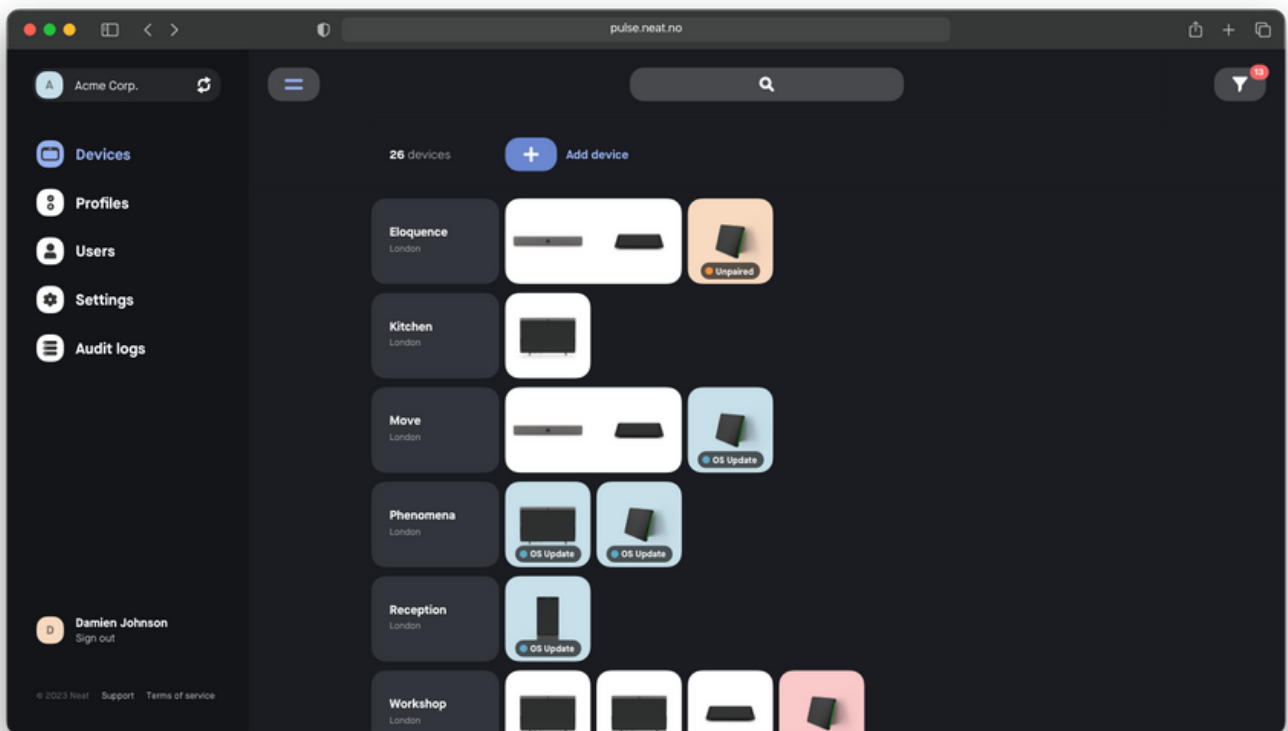 pulse.neat.no
A
Acme Corp.
13
Devices
Profiles
Users
Settings
Audit logs
26 devices
Add device
Eloquence
London
Unpaired
Kitchen
London
Move
London
OS Update
Phenomena
London
OS Update
OS Update
Reception
London
OS Update
Workshop
London
D
Damien Johnson
Sign out
© 2023 Neat Support Terms of service